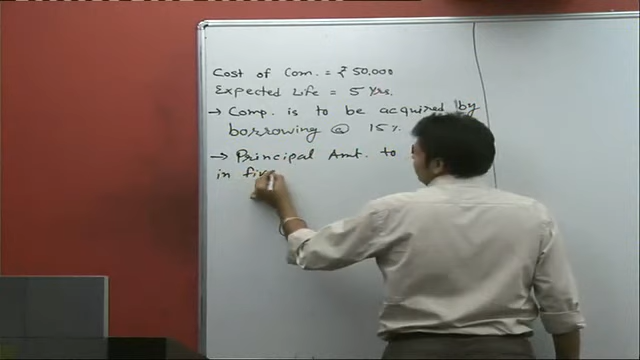 Cost of Com. = ₹ 50,000
Expected Life = 5 Yrs.
→ Comp. is to be acquired by
borrowing @ 15%
→ Principal Amt. to
in five